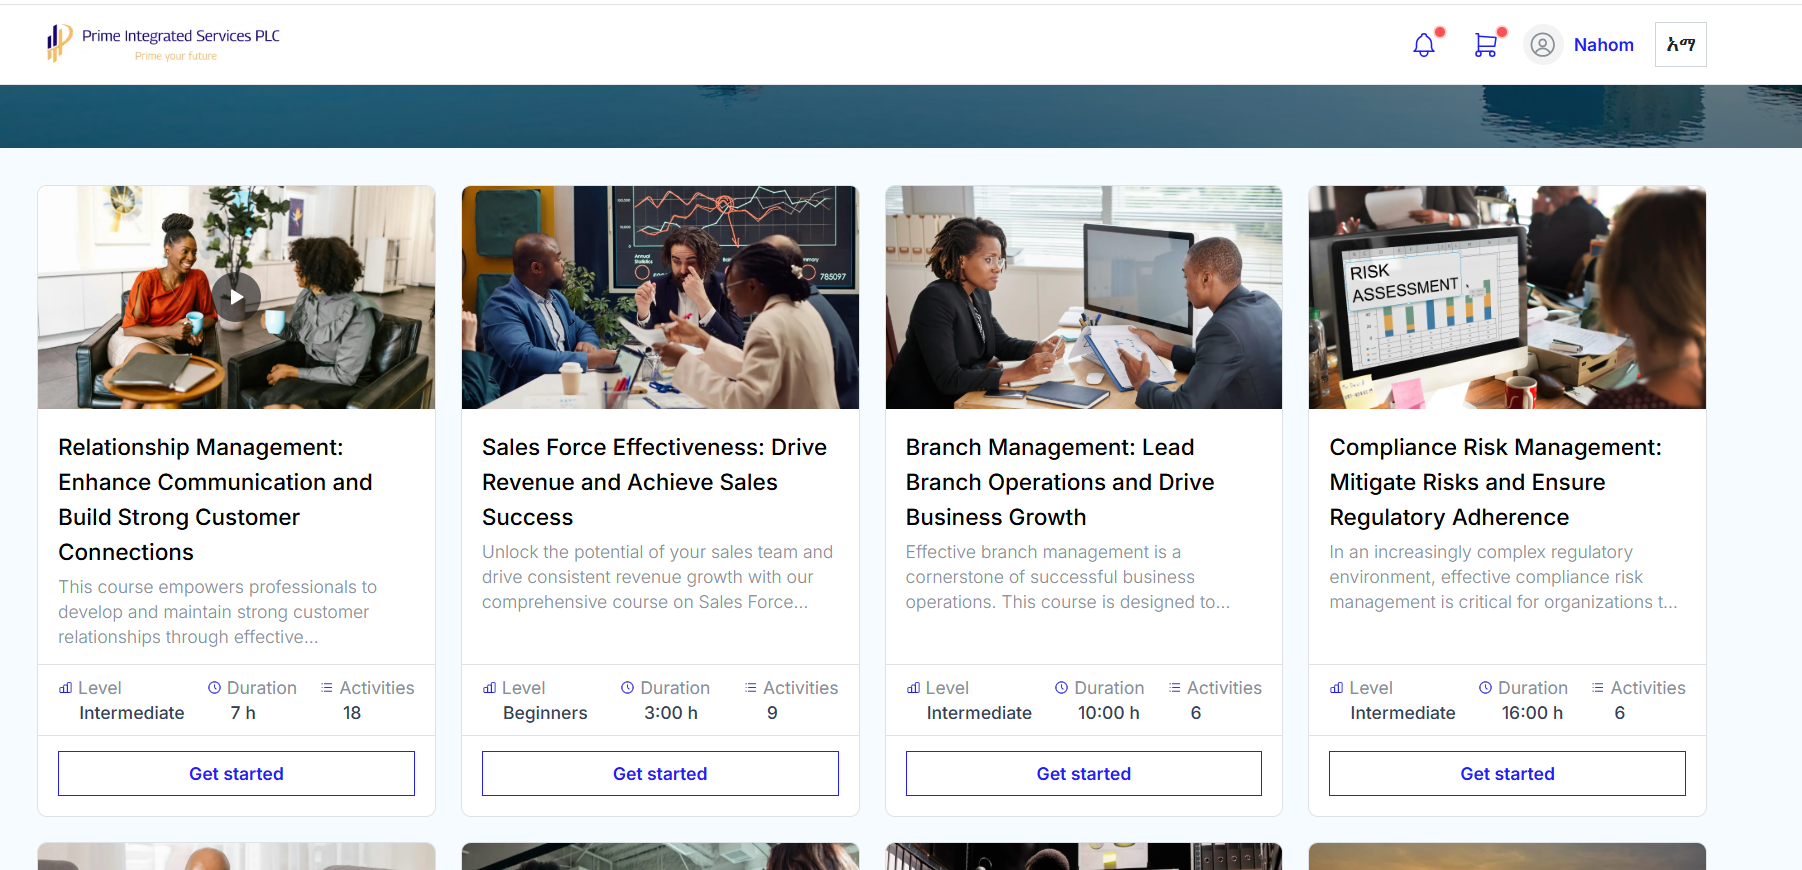 Prime Integrated Services PLC
Prime your future
Nahom
አማ
RISK
ASSESSMENT
Annual
Statistics
785097
Relationship Management:
Enhance Communication and
Build Strong Customer
Connections
This course empowers professionals to
develop and maintain strong customer
relationships through effective...
Level
Intermediate
Duration
7 h
Activities
18
Get started
Sales Force Effectiveness: Drive
Revenue and Achieve Sales
Success
Unlock the potential of your sales team and
drive consistent revenue growth with our
comprehensive course on Sales Force...
Level
Beginners
Duration
3:00 h
Activities
9
Get started
Branch Management: Lead
Branch Operations and Drive
Business Growth
Effective branch management is a
cornerstone of successful business
operations. This course is designed to...
Level
Intermediate
Duration
10:00 h
Activities
6
Get started
Compliance Risk Management:
Mitigate Risks and Ensure
Regulatory Adherence
In an increasingly complex regulatory
environment, effective compliance risk
management is critical for organizations t...
Level
Intermediate
Duration
16:00 h
Activities
6
Get started